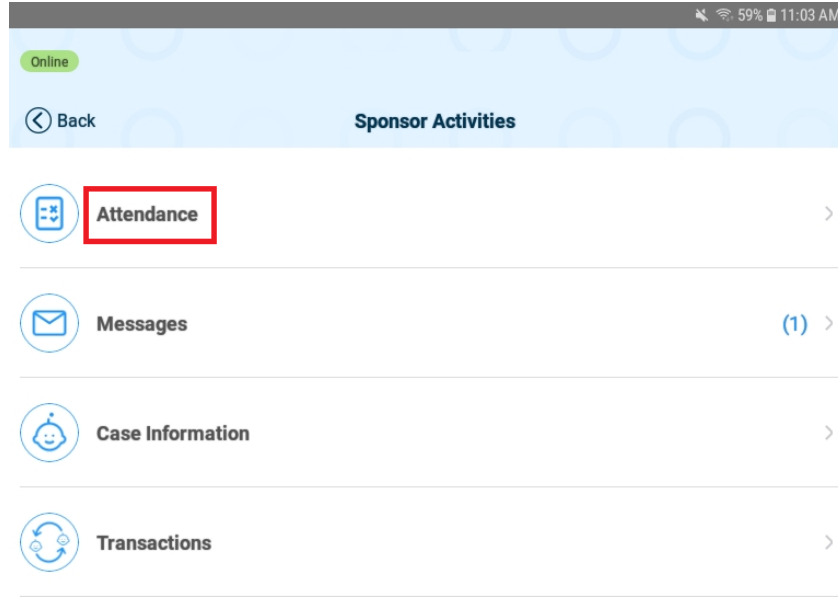 59% 11:03 AM
Online
Back
Sponsor Activities
Attendance
Messages
(1)
Case Information
Transactions